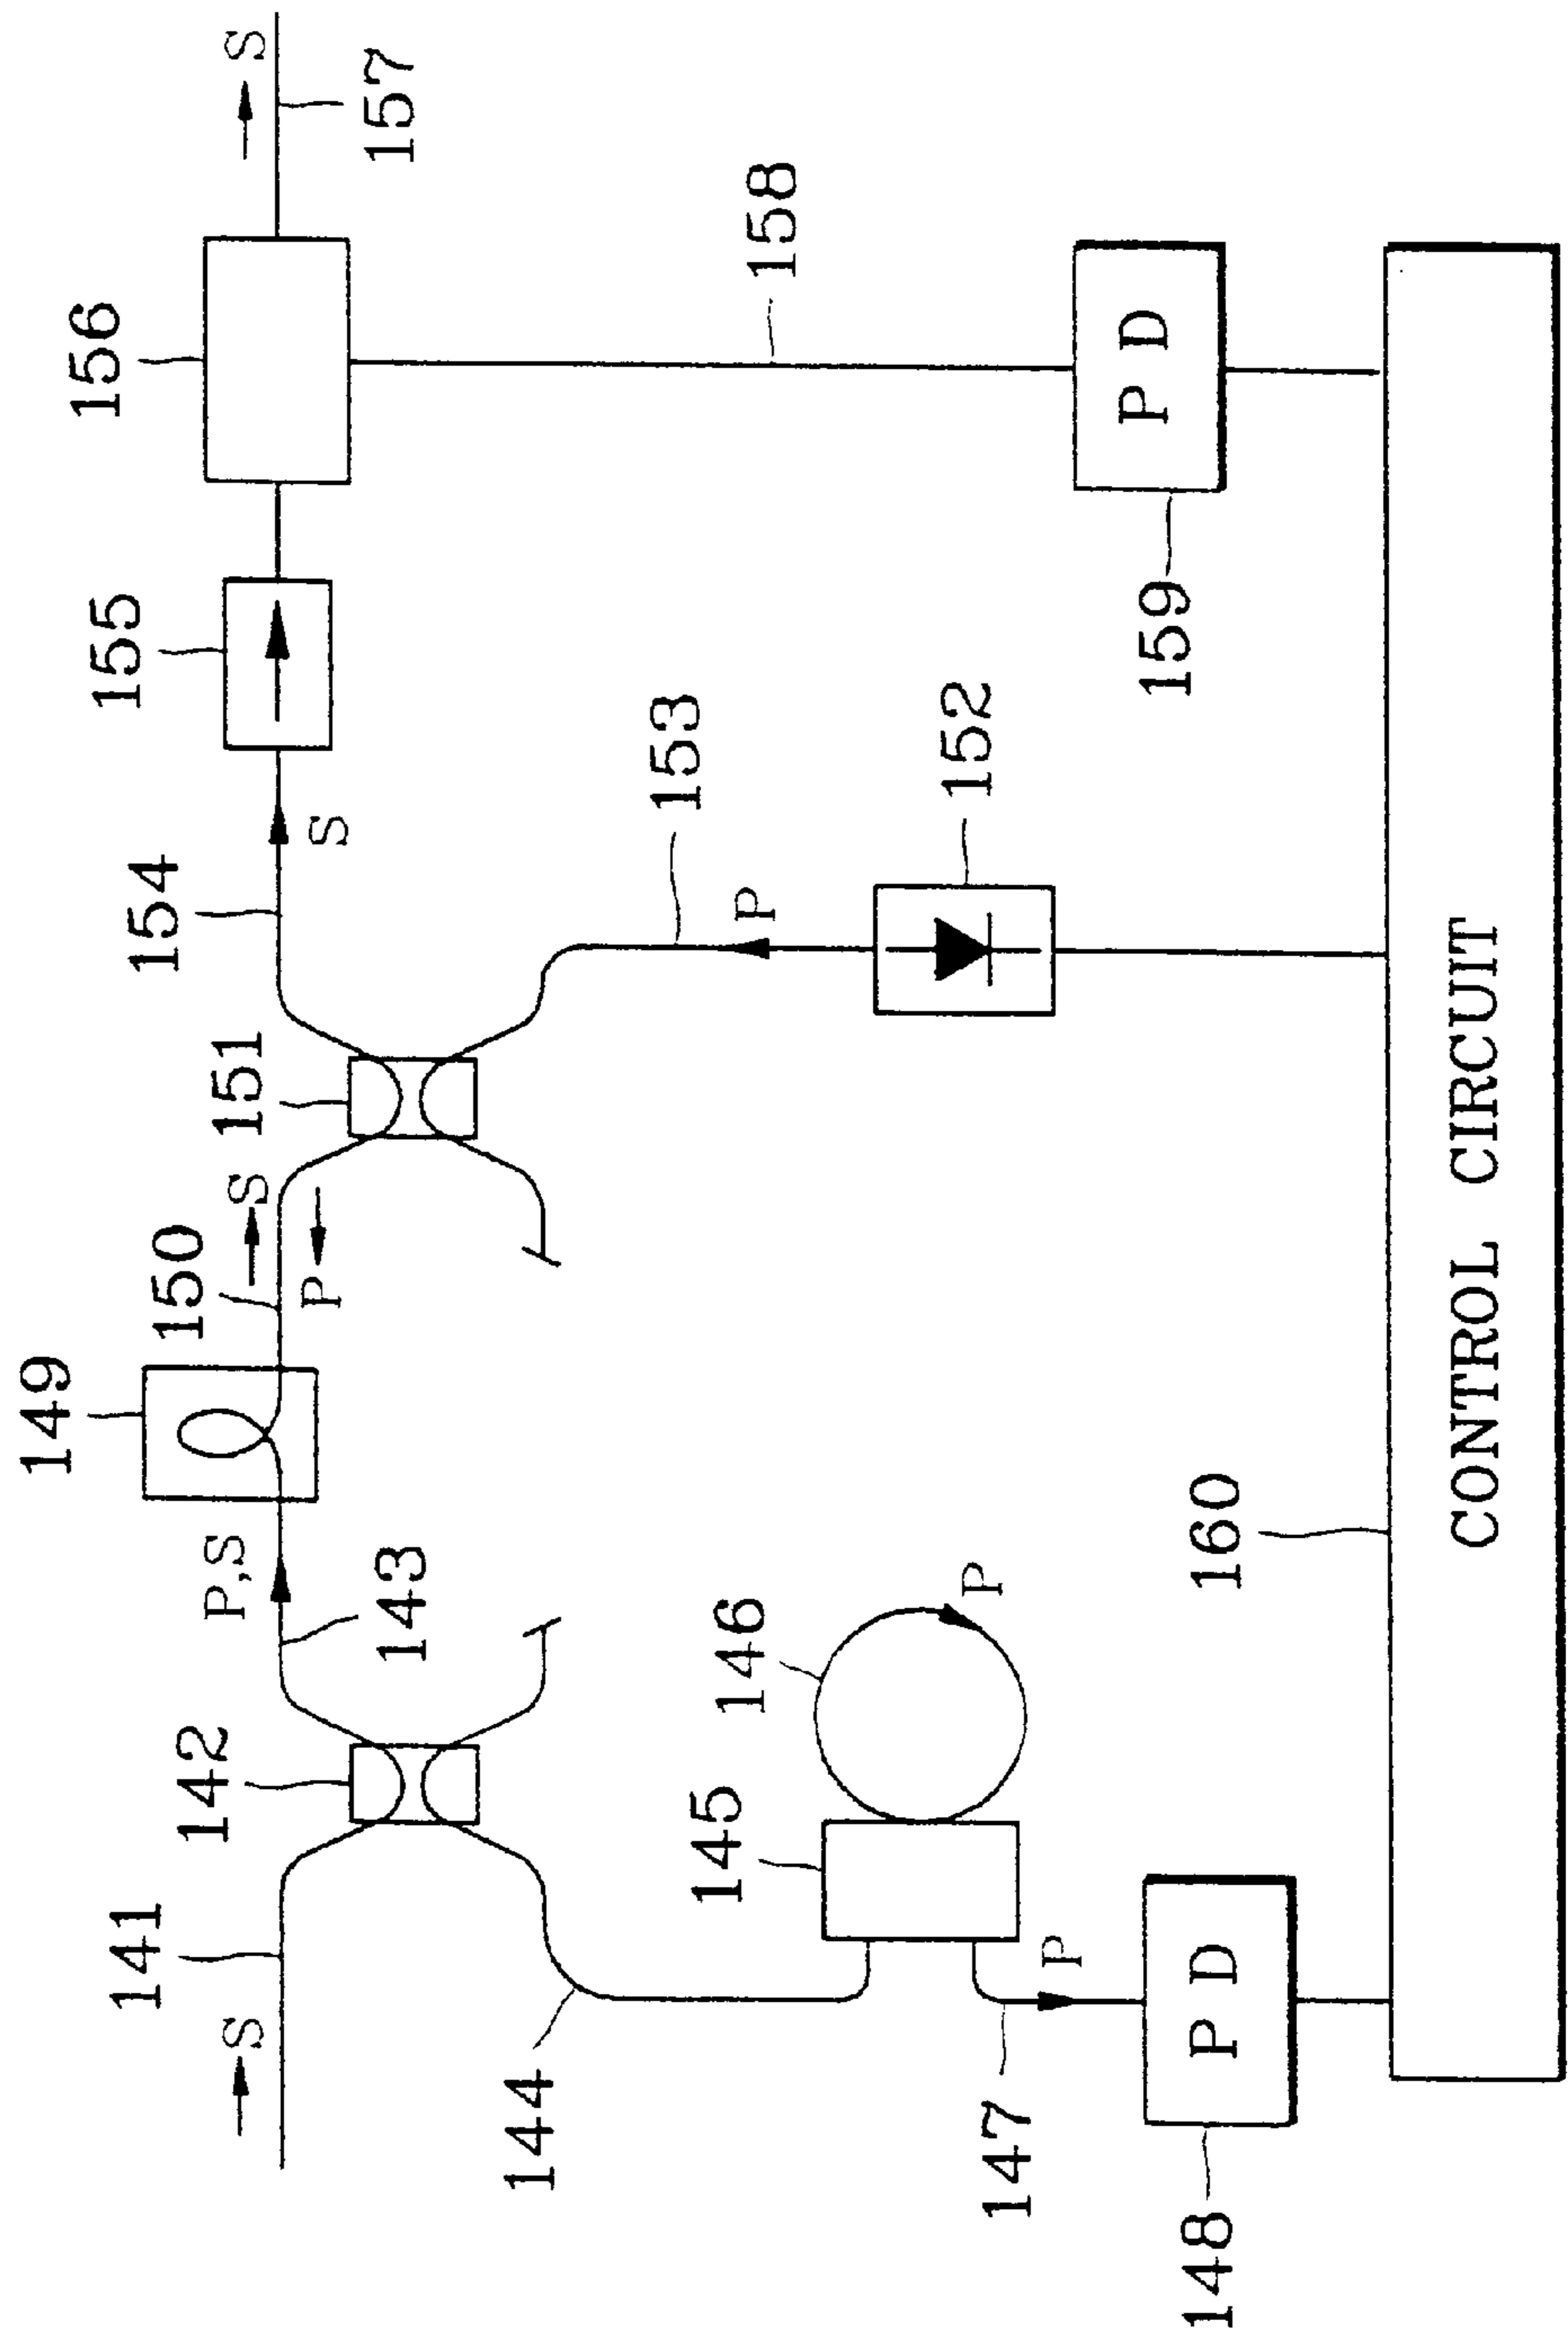 149
156
155
154
150
151
142
141
S
P,S
143
S
P
S
S
157
153
158
P
152
144
146
P
145
147
P
P D
148
P D
159
160
CONTROL CIRCUIT